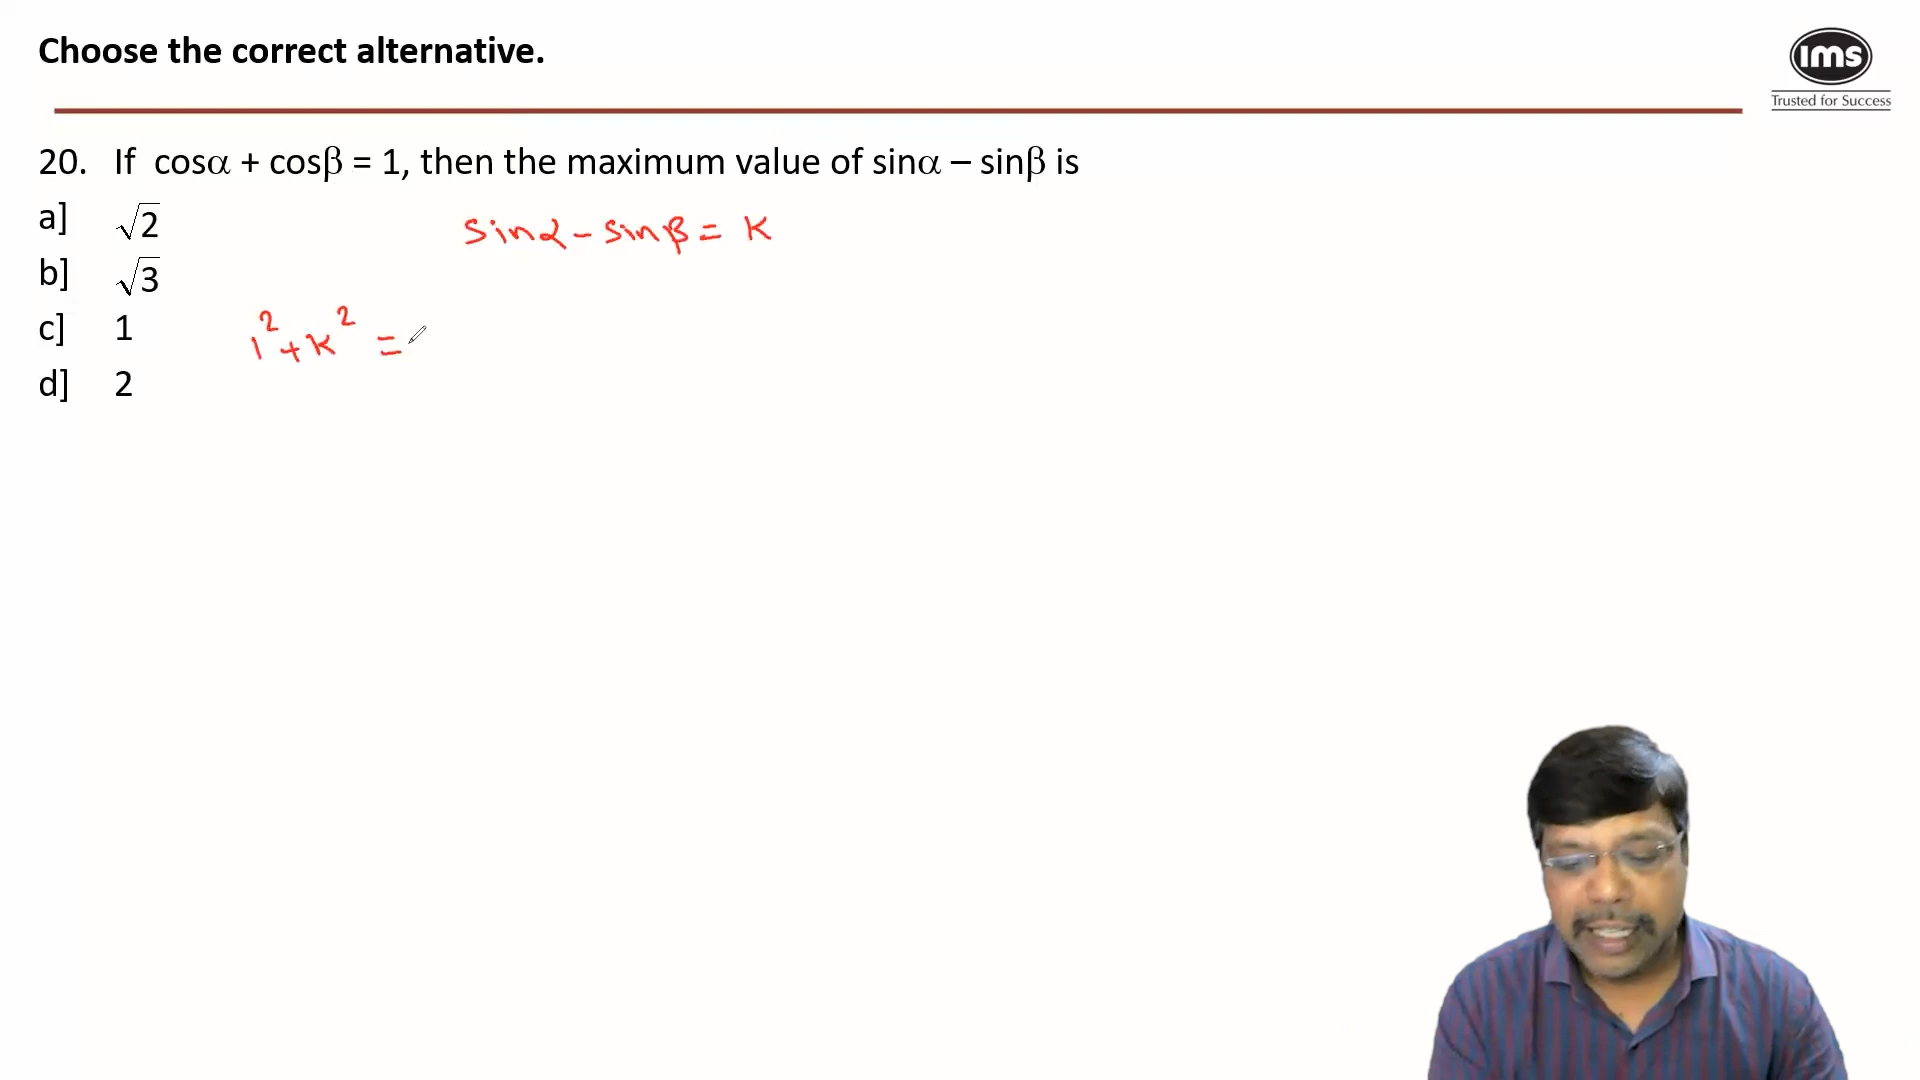 Choose the correct alternative.
ims
Trusted for Success
20. If cosα + cosβ = 1, then the maximum value of sinα – sinβ is
a] √2
sinα - sinβ = K
b] √3
c] 1
1² + K² =
d] 2